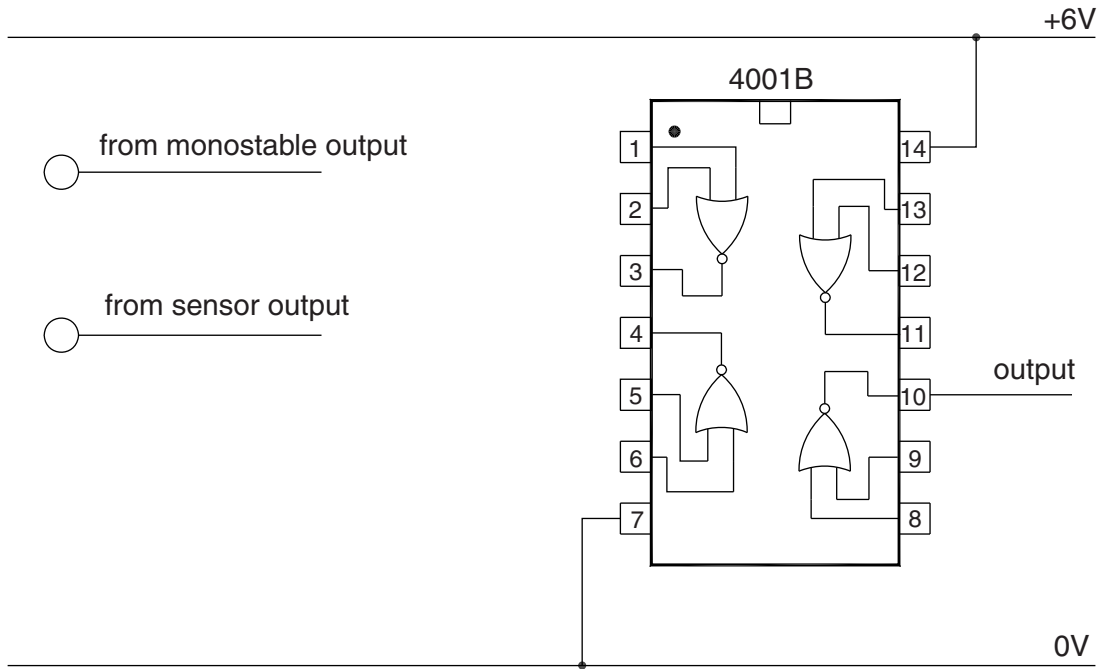 +6V
4001B
from monostable output
1
14
2
13
3
12
from sensor output
4
11
output
5
10
6
9
7
8
0V